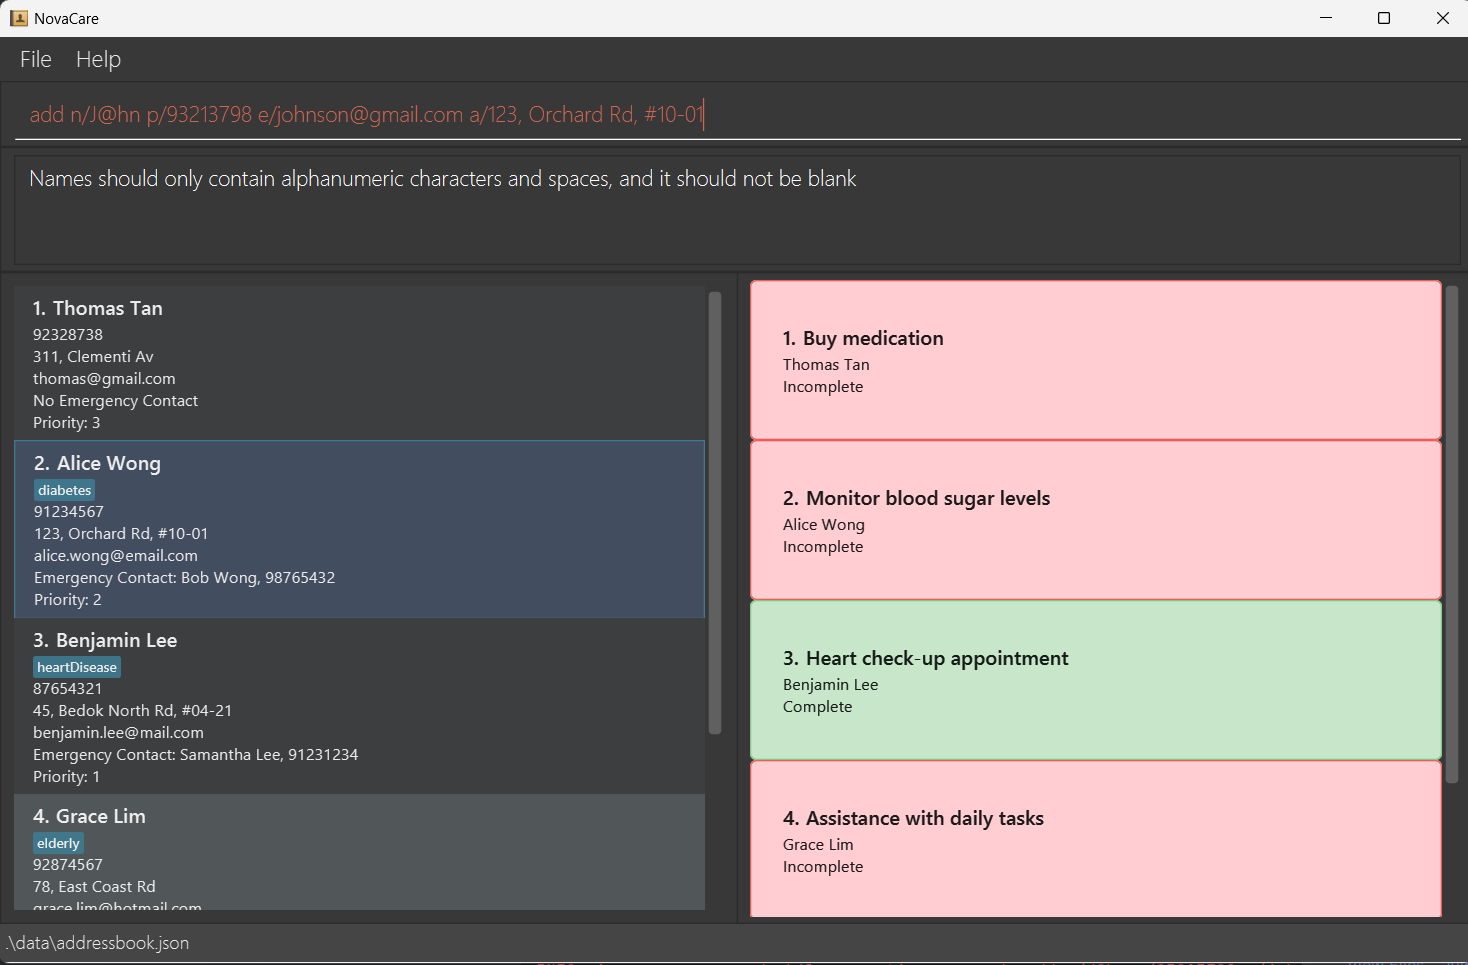 NovaCare
File Help
add n/J@hn p/93213798 e/johnson@gmail.com a/123, Orchard Rd, #10-01
Names should only contain alphanumeric characters and spaces, and it should not be blank
1. Thomas Tan
92328738
311, Clementi Av
thomas@gmail.com
No Emergency Contact
Priority: 3
2. Alice Wong
diabetes
91234567
123, Orchard Rd, #10-01
alice.wong@email.com
Emergency Contact: Bob Wong, 98765432
Priority: 2
3. Benjamin Lee
heartDisease
87654321
45, Bedok North Rd, #04-21
benjamin.lee@mail.com
Emergency Contact: Samantha Lee, 91231234
Priority: 1
4. Grace Lim
elderly
92874567
78, East Coast Rd
grace.lim@hotmail.com
1. Buy medication
Thomas Tan
Incomplete
2. Monitor blood sugar levels
Alice Wong
Incomplete
3. Heart check-up appointment
Benjamin Lee
Complete
4. Assistance with daily tasks
Grace Lim
Incomplete
.\data\addressbook.json